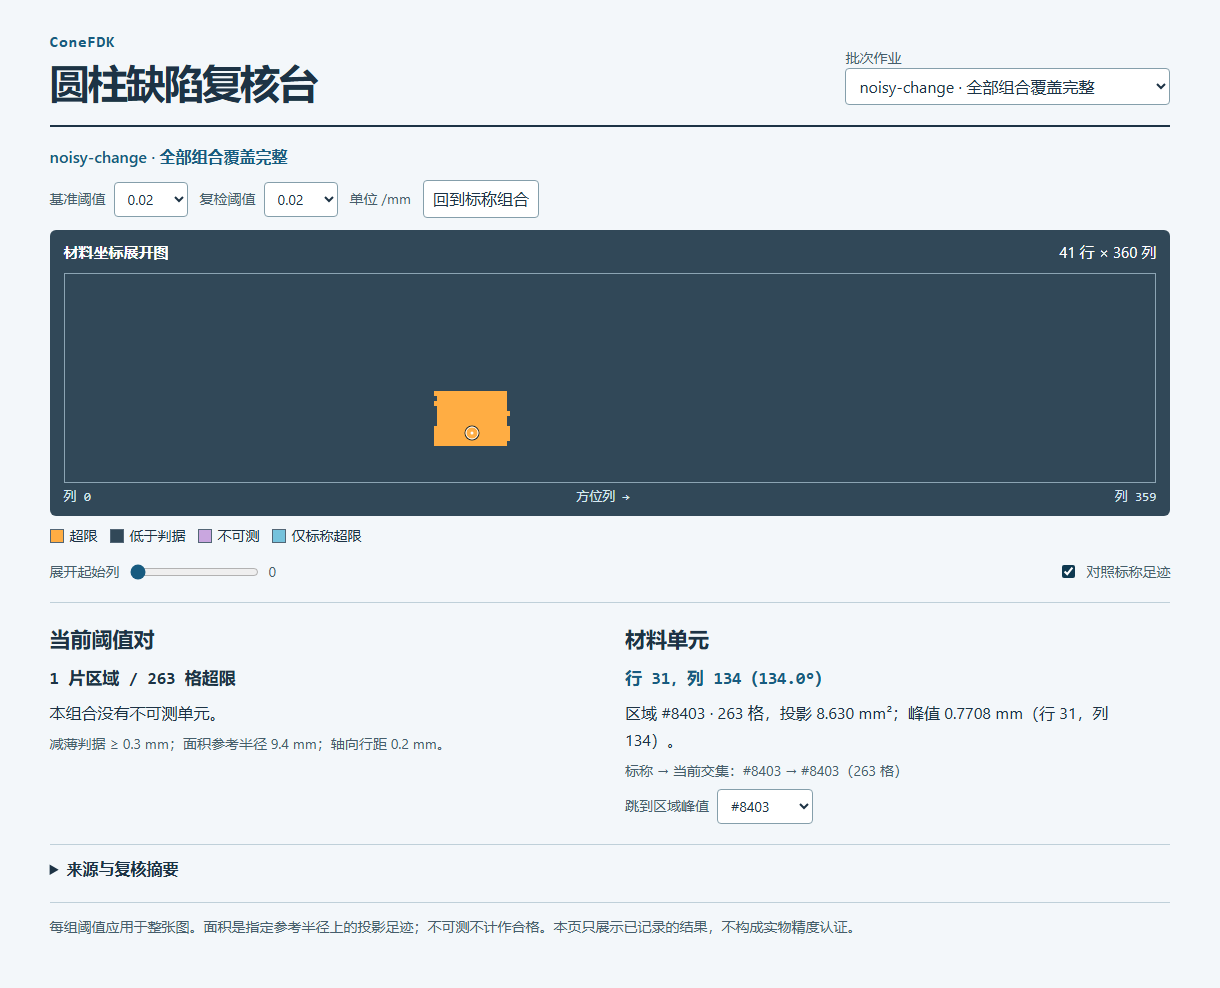 ConeFDK
圆柱缺陷复核台
批次作业
noisy-change · 全部组合覆盖完整
noisy-change · 全部组合覆盖完整
基准阈值 0.02 复检阈值 0.02 单位 /mm 回到标称组合
材料坐标展开图 41 行 × 360 列
列 0 方位列 → 列 359
超限 低于判据 不可测 仅标称超限
展开起始列 0 对照标称足迹
当前阈值对
1 片区域 / 263 格超限
本组合没有不可测单元。
减薄判据 ≥ 0.3 mm；面积参考半径 9.4 mm；轴向行距 0.2 mm。
材料单元
行 31，列 134 (134.0°)
区域 #8403 · 263 格，投影 8.630 mm²；峰值 0.7708 mm（行 31，列
134）。
标称 → 当前交集：#8403 → #8403（263 格）
跳到区域峰值 #8403
来源与复核摘要
每组阈值应用于整张图。面积是指定参考半径上的投影足迹；不可测不计作合格。本页只展示已记录的结果，不构成实物精度认证。